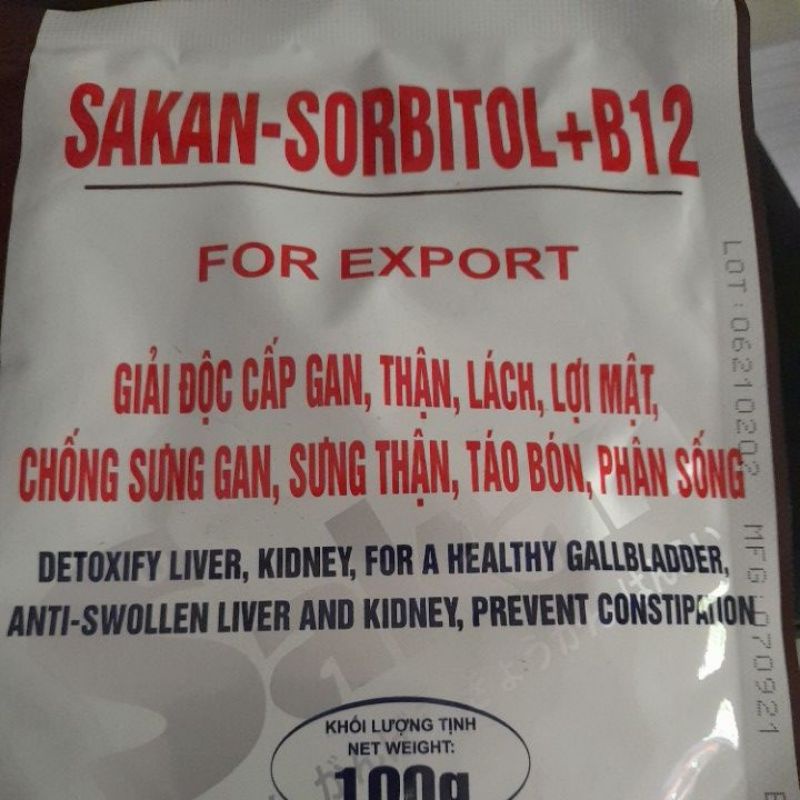 SAKAN-SORBITOL+B12
FOR EXPORT
GIẢI ĐỘC CẤP GAN, THẬN, LÁCH, LỢI MẬT,
CHỐNG SƯNG GAN, SƯNG THẬN, TÁO BÓN, PHÂN SỐNG
DETOXIFY LIVER, KIDNEY, FOR A HEALTHY GALLBLADDER,
ANTI-SWOLLEN LIVER AND KIDNEY, PREVENT CONSTIPATION
KHỐI LƯỢNG TỊNH
NET WEIGHT:
100g
LOT:06210202 MFG:070921